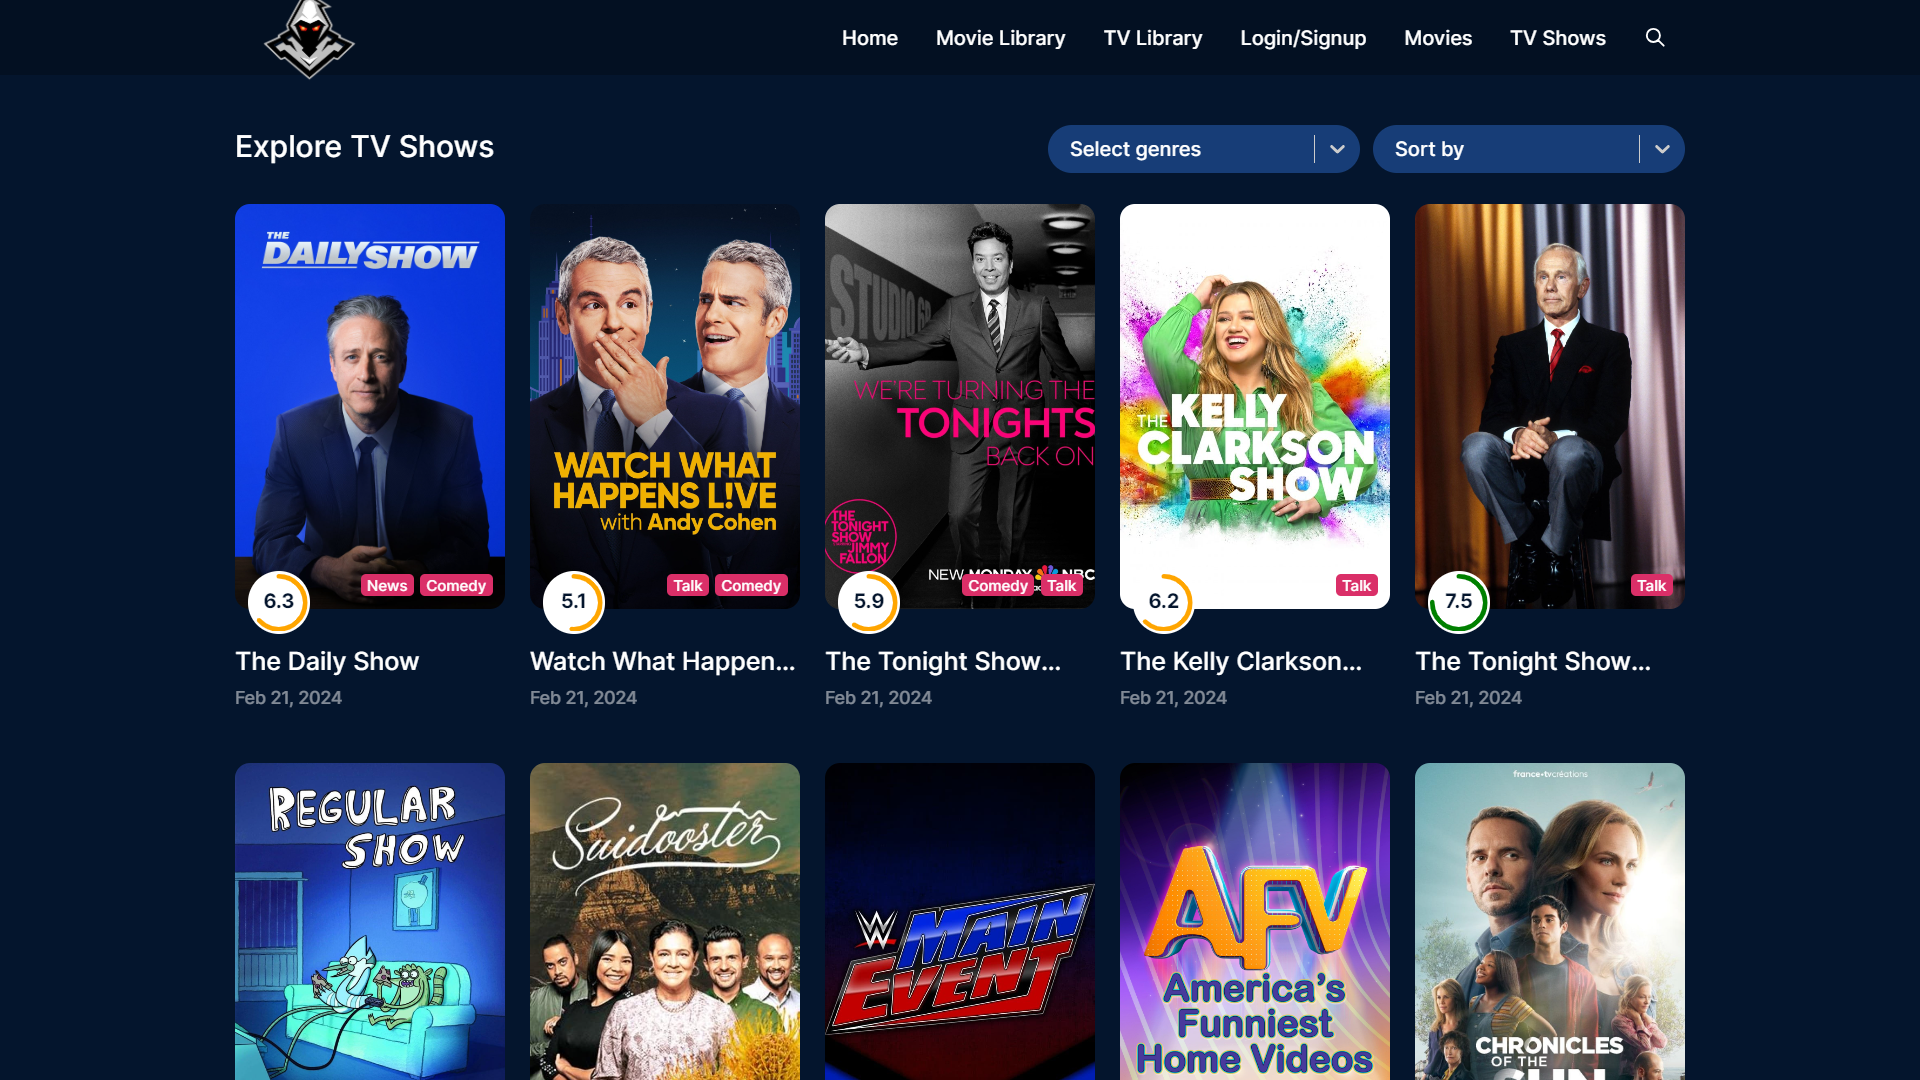 Home Movie Library TV Library Login/Signup Movies TV Shows
Explore TV Shows
Select genres
Sort by
THE
DAILY SHOW
News Comedy
6.3
The Daily Show
Feb 21, 2024
WATCH WHAT
HAPPENS L!VE
with Andy Cohen
Talk Comedy
5.1
Watch What Happen...
Feb 21, 2024
WE'RE TURNING THE
TONIGHTS
BACK ON
THE
TONIGHT
SHOW
JIMMY
FALLON
NEW MONDAY NBC
Comedy Talk
5.9
The Tonight Show...
Feb 21, 2024
THE KELLY
CLARKSON
SHOW
Talk
6.2
The Kelly Clarkson...
Feb 21, 2024
Talk
7.5
The Tonight Show...
Feb 21, 2024
REGULAR
SHOW
Suidooster
W
MAIN
EVENT
AFV
America's
Funniest
Home Videos
france•tvcréations
CHRONICLES
OF THE
SUN